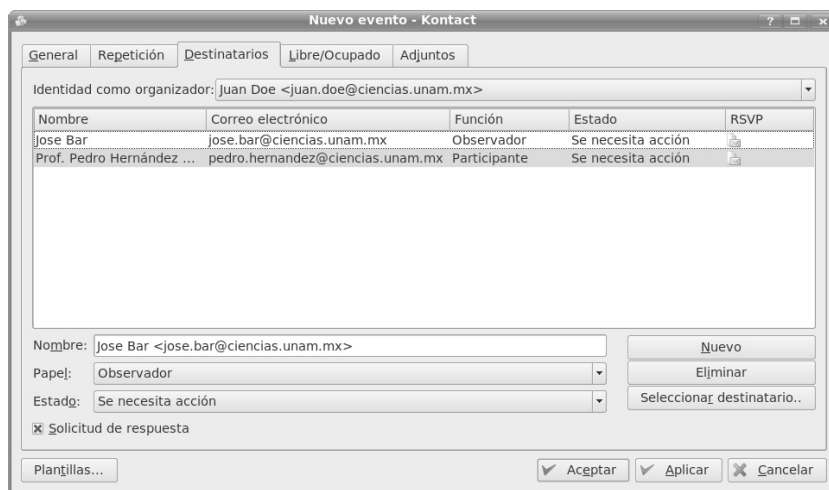 Nuevo evento - Kontact
General Repetición Destinatarios Libre/Ocupado Adjuntos
Identidad como organizador: Juan Doe <juan.doe@ciencias.unam.mx>
Nombre Correo electrónico Función Estado RSVP
Jose Bar jose.bar@ciencias.unam.mx Observador Se necesita acción
Prof. Pedro Hernández ... pedro.hernandez@ciencias.unam.mx Participante Se necesita acción
Nombre: Jose Bar <jose.bar@ciencias.unam.mx> Nuevo
Papel: Observador Eliminar
Estado: Se necesita acción Seleccionar destinatario..
Solicitud de respuesta
Plantillas... Aceptar Aplicar Cancelar